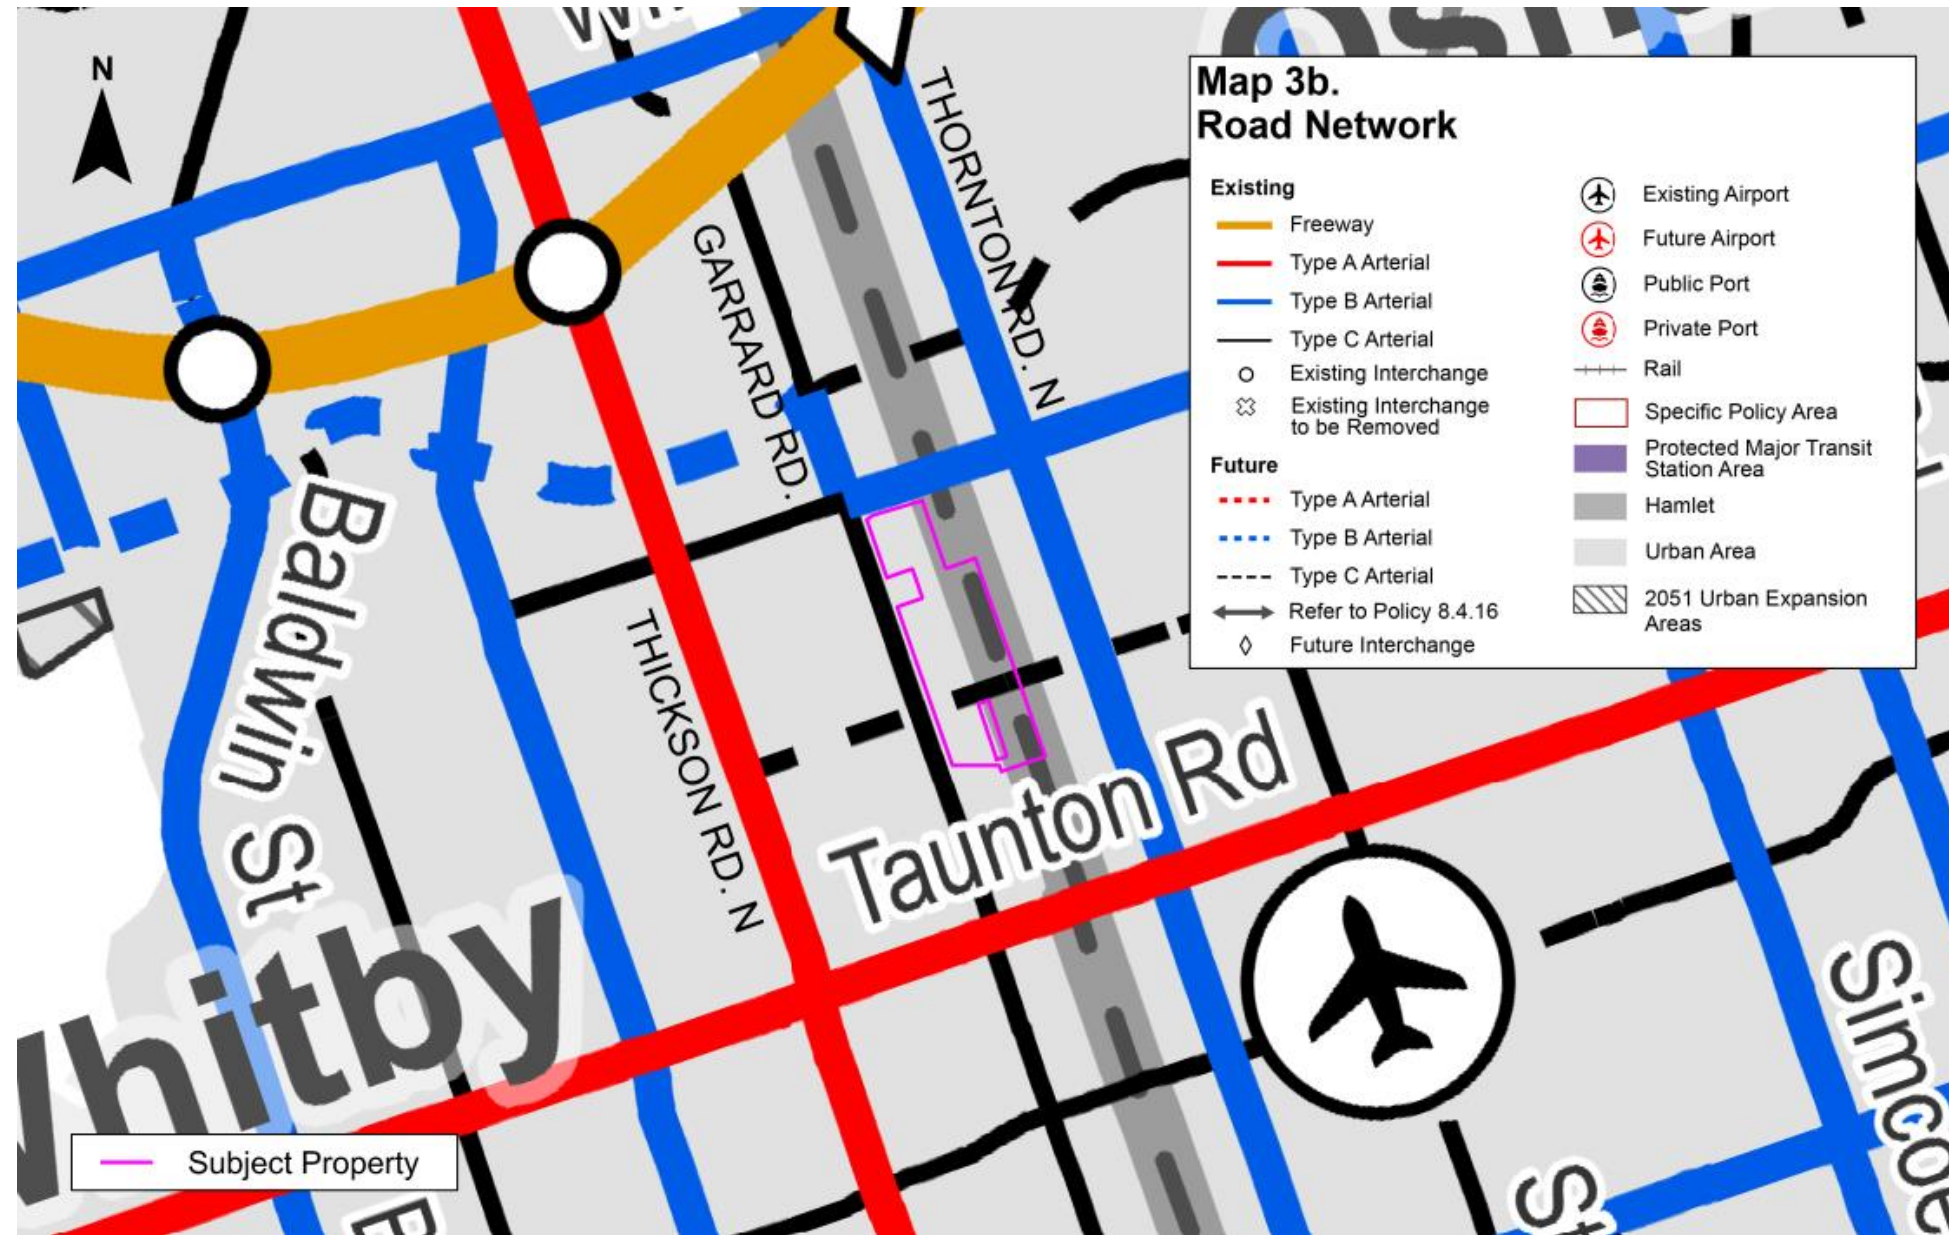 N
Map 3b.
Road Network
Existing
Freeway
Type A Arterial
Type B Arterial
Type C Arterial
Existing Interchange
Existing Interchange
to be Removed
Future
Type A Arterial
Type B Arterial
Type C Arterial
Refer to Policy 8.4.16
Future Interchange
Existing Airport
Future Airport
Public Port
Private Port
Rail
Specific Policy Area
Protected Major Transit
Station Area
Hamlet
Urban Area
2051 Urban Expansion
Areas
THORNTON RD. N
GARRARD RD.
THICKSON RD. N
Baldwin St
Taunton Rd
Whitby
Simcoe
St
Subject Property